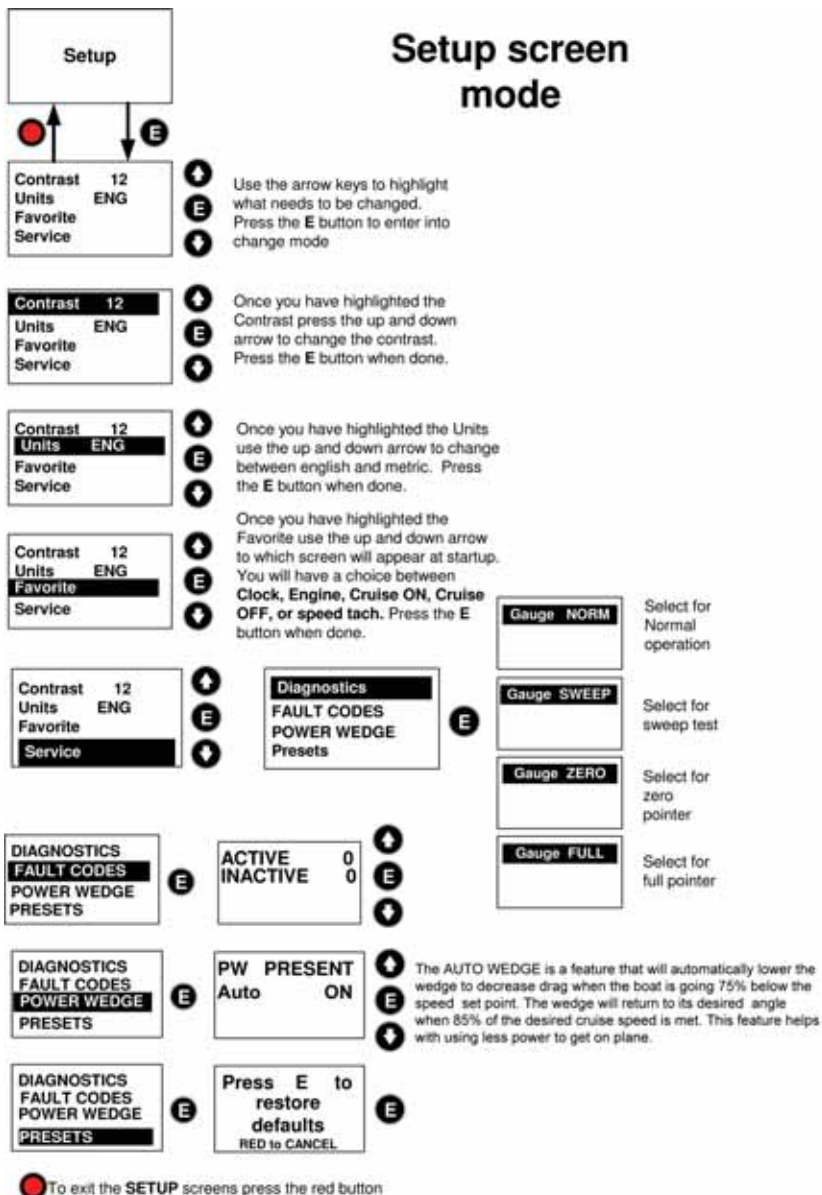 Setup screen
mode
Setup
E
Contrast 12
Units ENG
Favorite
Service
E
Use the arrow keys to highlight
what needs to be changed.
Press the E button to enter into
change mode
Contrast 12
Units ENG
Favorite
Service
E
Once you have highlighted the
Contrast press the up and down
arrow to change the contrast.
Press the E button when done.
Contrast 12
Units ENG
Favorite
Service
E
Once you have highlighted the Units
use the up and down arrow to change
between english and metric. Press
the E button when done.
Contrast 12
Units ENG
Favorite
Service
E
Once you have highlighted the
Favorite use the up and down arrow
to which screen will appear at startup.
You will have a choice between
Clock, Engine, Cruise ON, Cruise
OFF, or speed tach. Press the E
button when done.
Contrast 12
Units ENG
Favorite
Service
E
Diagnostics
FAULT CODES
POWER WEDGE
Presets
E
Gauge NORM
Select for
Normal
operation
Gauge SWEEP
Select for
sweep test
Gauge ZERO
Select for
zero
pointer
Gauge FULL
Select for
full pointer
DIAGNOSTICS
FAULT CODES
POWER WEDGE
PRESETS
E
ACTIVE 0
INACTIVE 0
E
DIAGNOSTICS
FAULT CODES
POWER WEDGE
PRESETS
E
PW PRESENT
Auto ON
E
The AUTO WEDGE is a feature that will automatically lower the
wedge to decrease drag when the boat is going 75% below the
speed set point. The wedge will return to its desired angle
when 85% of the desired cruise speed is met. This feature helps
with using less power to get on plane.
DIAGNOSTICS
FAULT CODES
POWER WEDGE
PRESETS
E
Press E to
restore
defaults
RED to CANCEL
E
To exit the SETUP screens press the red button